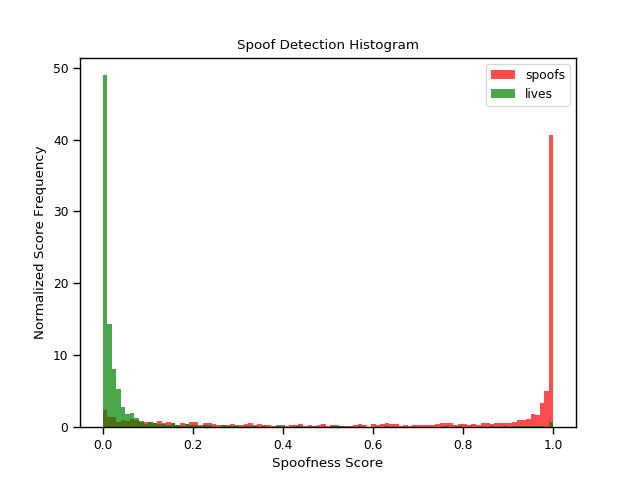 Spoof Detection Histogram
spoofs
lives
Normalized Score Frequency
50
40
30
20
10
0
0.0 0.2 0.4 0.6 0.8 1.0
Spoofness Score